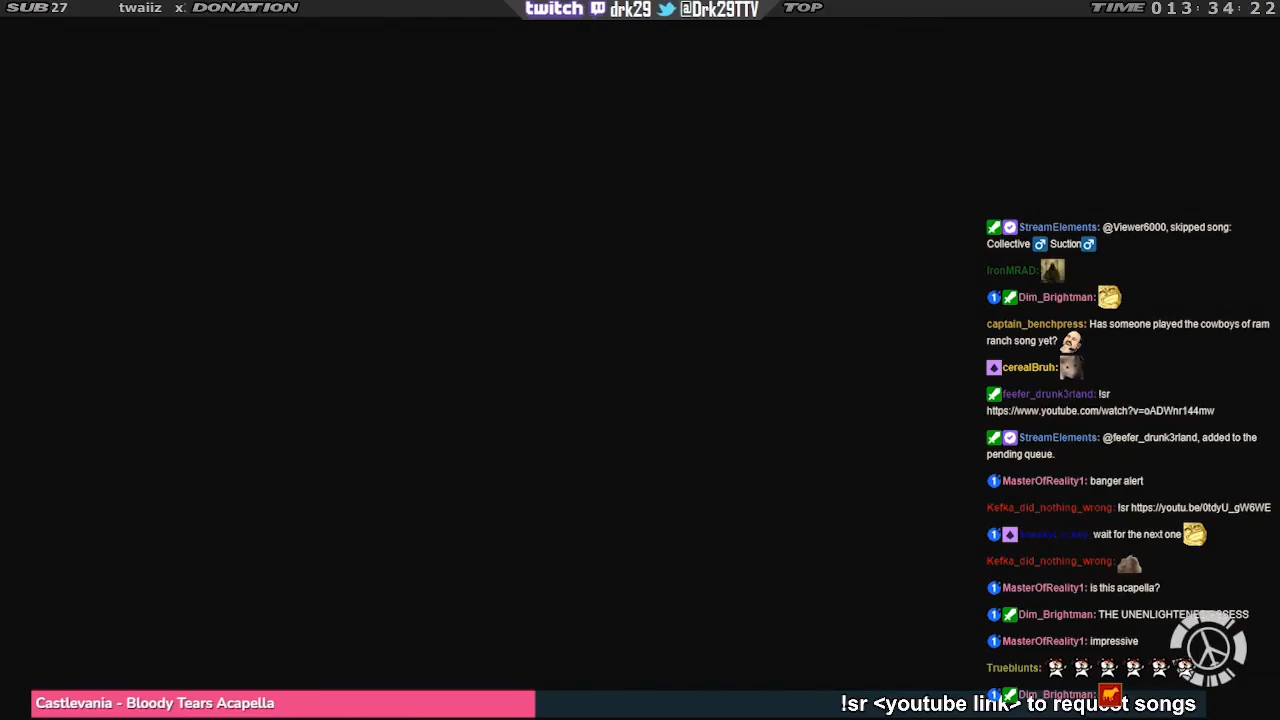 SUB 27 twaiiz x DONATION twitch drk29 @Drk29TTV TOP TIME 013:34:22
StreamElements: @Viewer6000, skipped song:
Collective ♂ Suction♂
IronMRAD:
Dim_Brightman:
captain_benchpress: Has someone played the cowboys of ram
ranch song yet?
cerealBruh:
feefer_drunk3rland: !sr
https://www.youtube.com/watch?v=oADWnr144mw
StreamElements: @feefer_drunk3rland, added to the
pending queue.
MasterOfReality1: banger alert
Kefka_did_nothing_wrong: !sr https://youtu.be/0tdyU_gW6WE
wait for the next one
Kefka_did_nothing_wrong:
MasterOfReality1: is this acapella?
Dim_Brightman: THE
MasterOfReality1: impressive
Trueblunts:
Dim_Brightman:
Castlevania - Bloody Tears Acapella
!sr <youtube link> to request songs